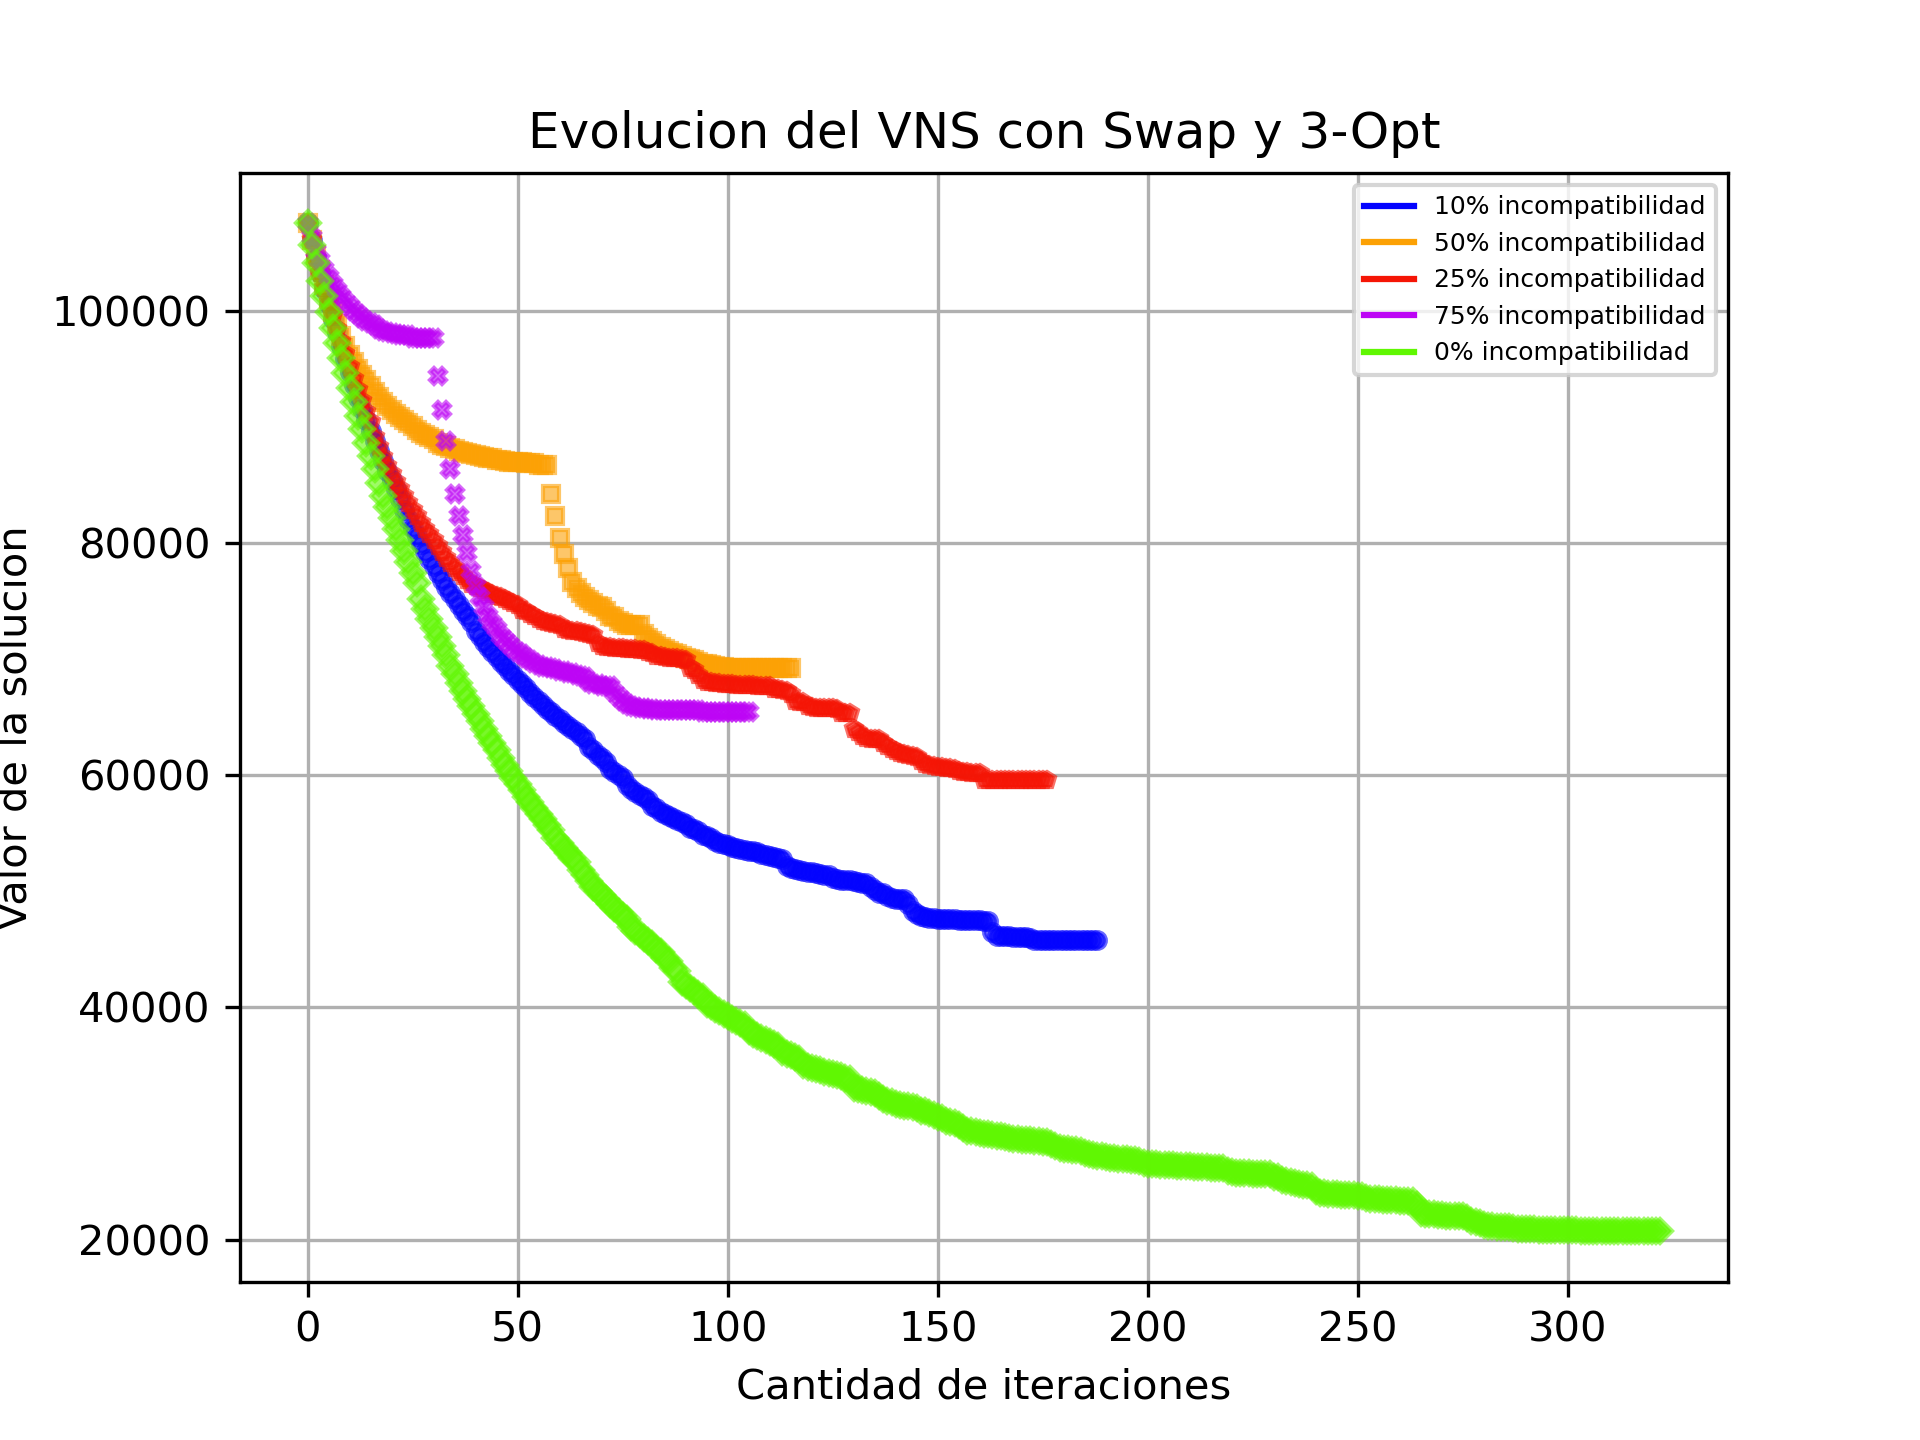 Evolucion del VNS con Swap y 3-Opt
10% incompatibilidad
50% incompatibilidad
25% incompatibilidad
75% incompatibilidad
0% incompatibilidad
Valor de la solucion
100000
80000
60000
40000
20000
0 50 100 150 200 250 300
Cantidad de iteraciones